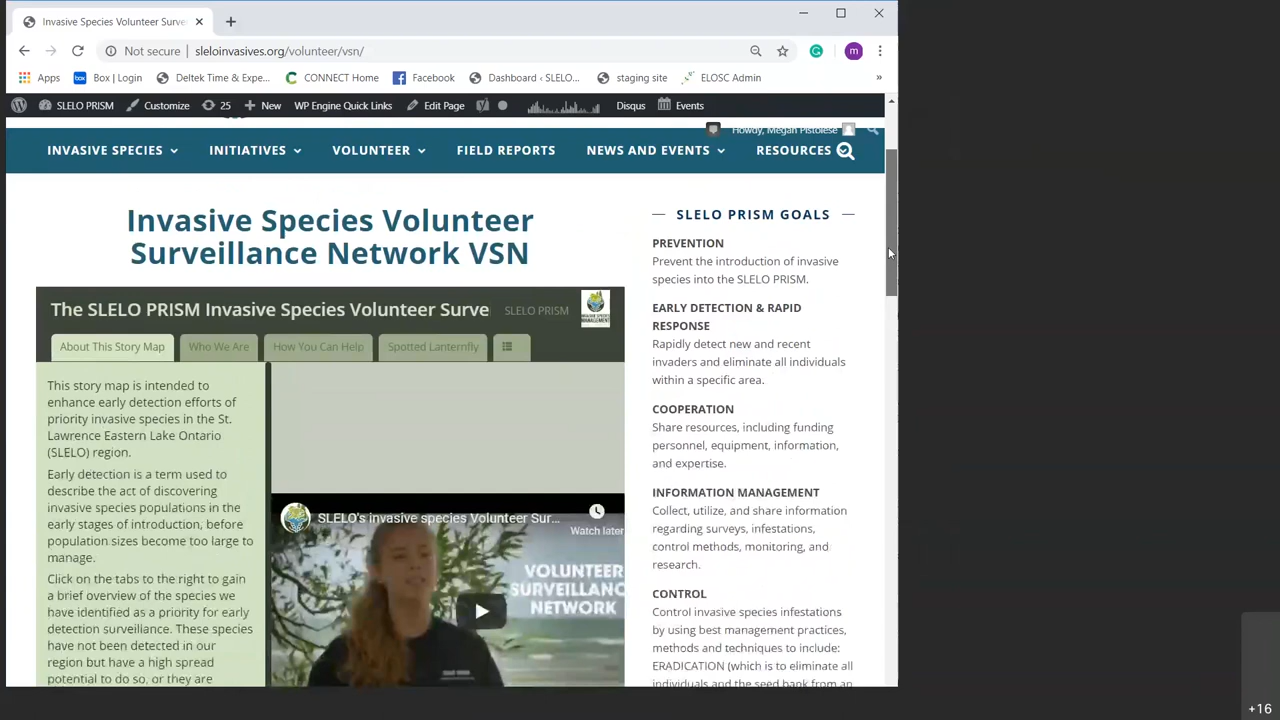 Invasive Species Volunteer Surve
Not secure
sleloinvasives.org/volunteer/vsn/
m
Apps
Box | Login
Deltek Time & Expe...
CONNECT Home
Facebook
Dashboard ‹ SLELO...
staging site
ELOSC Admin
»
SLELO PRISM
Customize
25
New
WP Engine Quick Links
Edit Page
Disqus
Events
Howdy, Megan Pistolese
INVASIVE SPECIES
INITIATIVES
VOLUNTEER
FIELD REPORTS
NEWS AND EVENTS
RESOURCES
Invasive Species Volunteer
Surveillance Network VSN
The SLELO PRISM Invasive Species Volunteer Surve
SLELO PRISM
About This Story Map
Who We Are
How You Can Help
Spotted Lanternfly
This story map is intended to
enhance early detection efforts of
priority invasive species in the St.
Lawrence Eastern Lake Ontario
(SLELO) region.
Early detection is a term used to
describe the act of discovering
invasive species populations in the
early stages of introduction, before
population sizes become too large to
manage.
Click on the tabs to the right to gain
a brief overview of the species we
have identified as a priority for early
detection surveillance. These species
have not been detected in our
region but have a high spread
potential to do so, or they are
SLELO's invasive species Volunteer Sur...
Watch later
VOLUNTEER
SURVEILLANC
NETWORK
SLELO PRISM GOALS
PREVENTION
Prevent the introduction of invasive
species into the SLELO PRISM.
EARLY DETECTION & RAPID
RESPONSE
Rapidly detect new and recent
invaders and eliminate all individuals
within a specific area.
COOPERATION
Share resources, including funding
personnel, equipment, information,
and expertise.
INFORMATION MANAGEMENT
Collect, utilize, and share information
regarding surveys, infestations,
control methods, monitoring, and
research.
CONTROL
Control invasive species infestations
by using best management practices,
methods and techniques to include:
ERADICATION (which is to eliminate all
individuals and the seed bank from an
+16